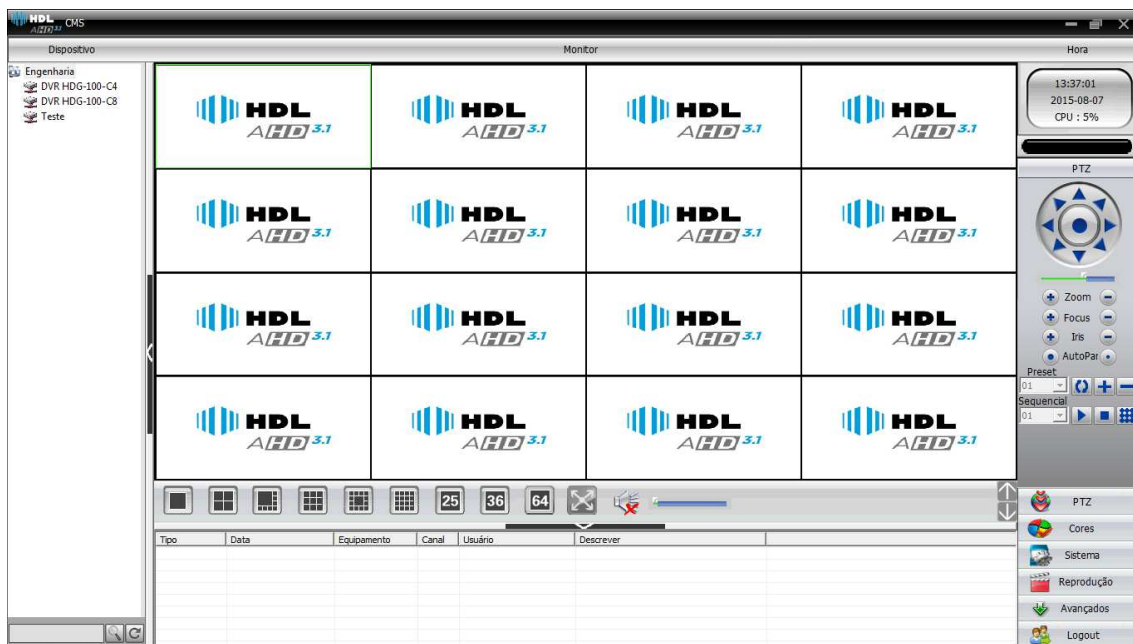 HDL AHD 3.1 CMS
Dispositivo Monitor Hora
Engenharia
DVR HDG-100-C4
DVR HDG-100-C8
Teste
HDL HDL HDL HDL
AHD 3.1 AHD 3.1 AHD 3.1 AHD 3.1
HDL HDL HDL HDL
AHD 3.1 AHD 3.1 AHD 3.1 AHD 3.1
HDL HDL HDL HDL
AHD 3.1 AHD 3.1 AHD 3.1 AHD 3.1
HDL HDL HDL HDL
AHD 3.1 AHD 3.1 AHD 3.1 AHD 3.1
25 36 64
Tipo Data Equipamento Canal Usuário Descrever
13:37:01
2015-08-07
CPU : 5%
PTZ
Zoom
Focus
Iris
AutoPar
Preset
01
Sequencial
01
PTZ
Cores
Sistema
Reprodução
Avançados
Logout